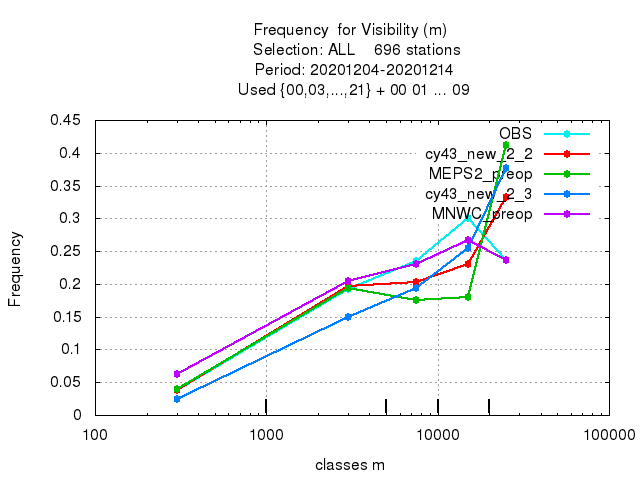 Frequency  for Visibility (m)
Selection: ALL    696 stations
Period: 20201204-20201214
Used {00,03,...,21} + 00 01 ... 09
OBS
cy43_new_2_2
MEPS2_preop
cy43_new_2_3
MNWC_preop
0.45
0.4
0.35
0.3
0.25
0.2
0.15
0.1
0.05
0
Frequency
100
1000
10000
100000
classes m